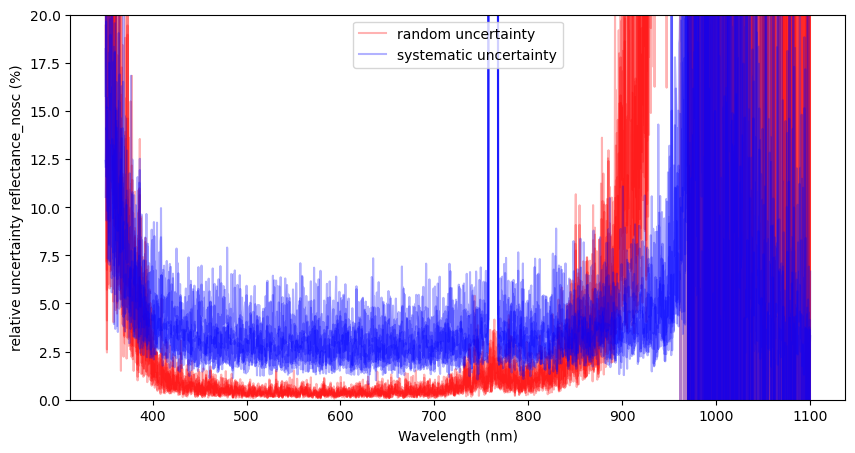 relative uncertainty reflectance_nosc (%)
20.0
17.5
15.0
12.5
10.0
7.5
5.0
2.5
0.0
random uncertainty
systematic uncertainty
400 500 600 700 800 900 1000 1100
Wavelength (nm)